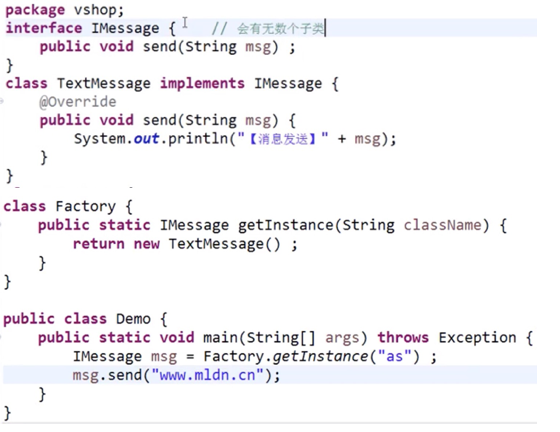 package vshop;
interface IMessage {    // 会有无数个子类
    public void send(String msg) ;
}
class TextMessage implements IMessage {
    @Override
    public void send(String msg) {
        System.out.println("【消息发送】" + msg);
    }
}
class Factory {
    public static IMessage getInstance(String className) {
        return new TextMessage() ;
    }
}
public class Demo {
    public static void main(String[] args) throws Exception {
        IMessage msg = Factory.getInstance("as") ;
        msg.send("www.mldn.cn");
    }
}